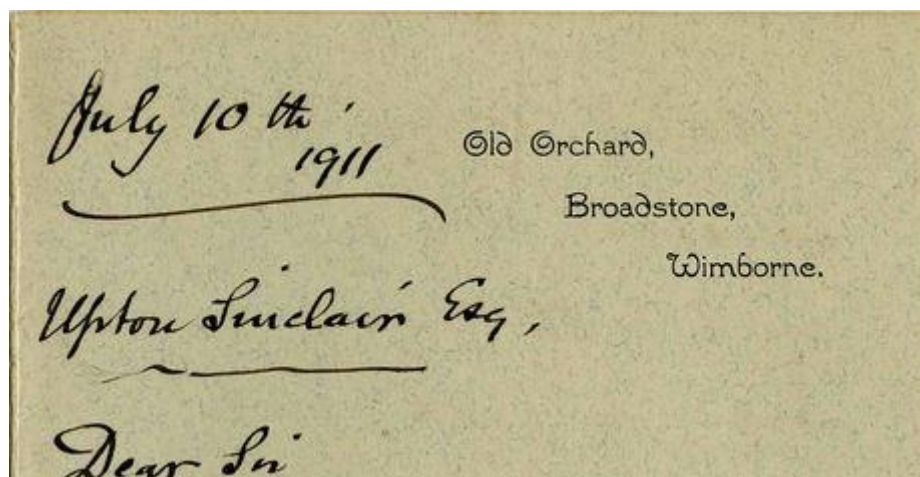 July 10th.
1911
Old Orchard,
Broadstone,
Wimborne.
Upton Sinclair Esq,
Dear Sir